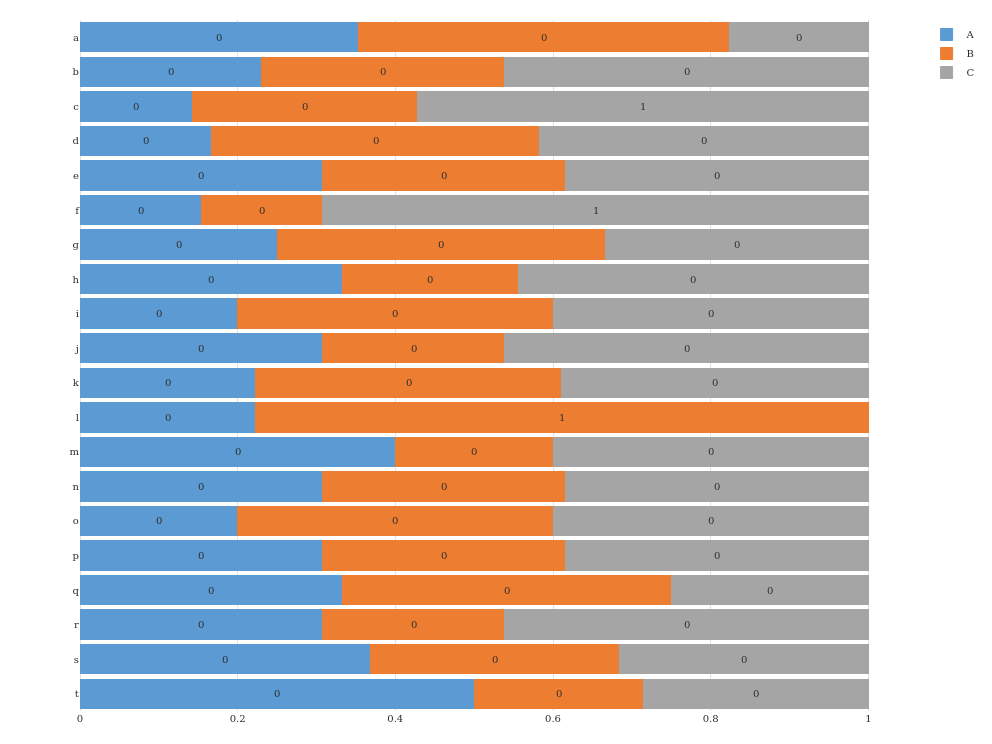 a 0 0 0 A
b 0 0 0 B
C
c 0 0 1
d 0 0 0
e 0 0 0
f 0 0 1
g 0 0 0
h 0 0 0
i 0 0 0
j 0 0 0
k 0 0 0
l 0 1
m 0 0 0
n 0 0 0
o 0 0 0
p 0 0 0
q 0 0 0
r 0 0 0
s 0 0 0
t 0 0 0
0 0.2 0.4 0.6 0.8 1